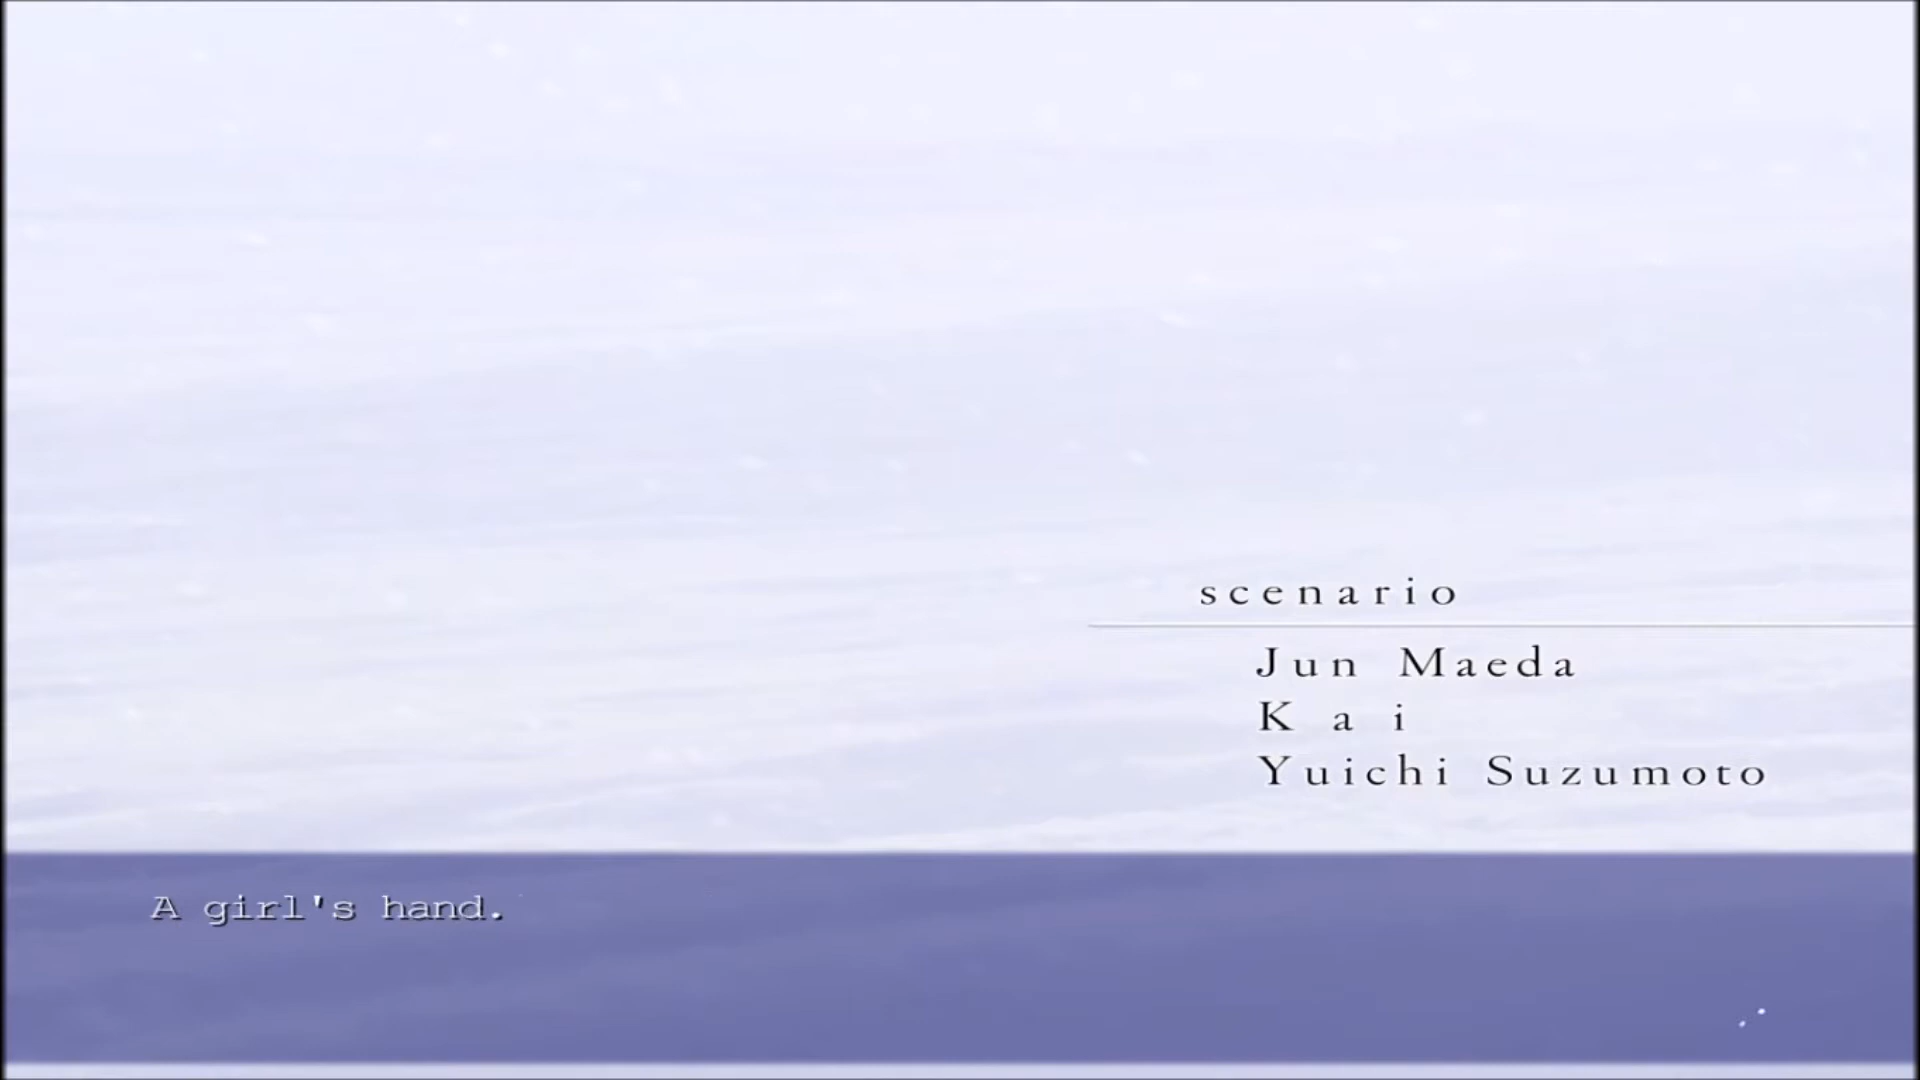 scenario
Jun Maeda
Kai
Yuichi Suzumoto
A girl's hand.